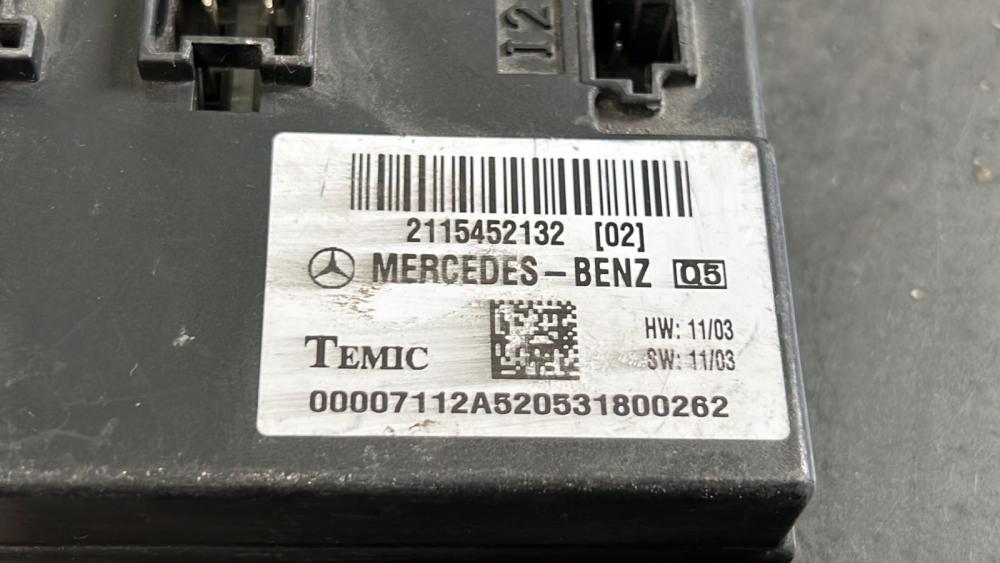 12
2115452132 [02]
MERCEDES-BENZ Q5
TEMIC
HW: 11/03
SW: 11/03
00007112A520531800262